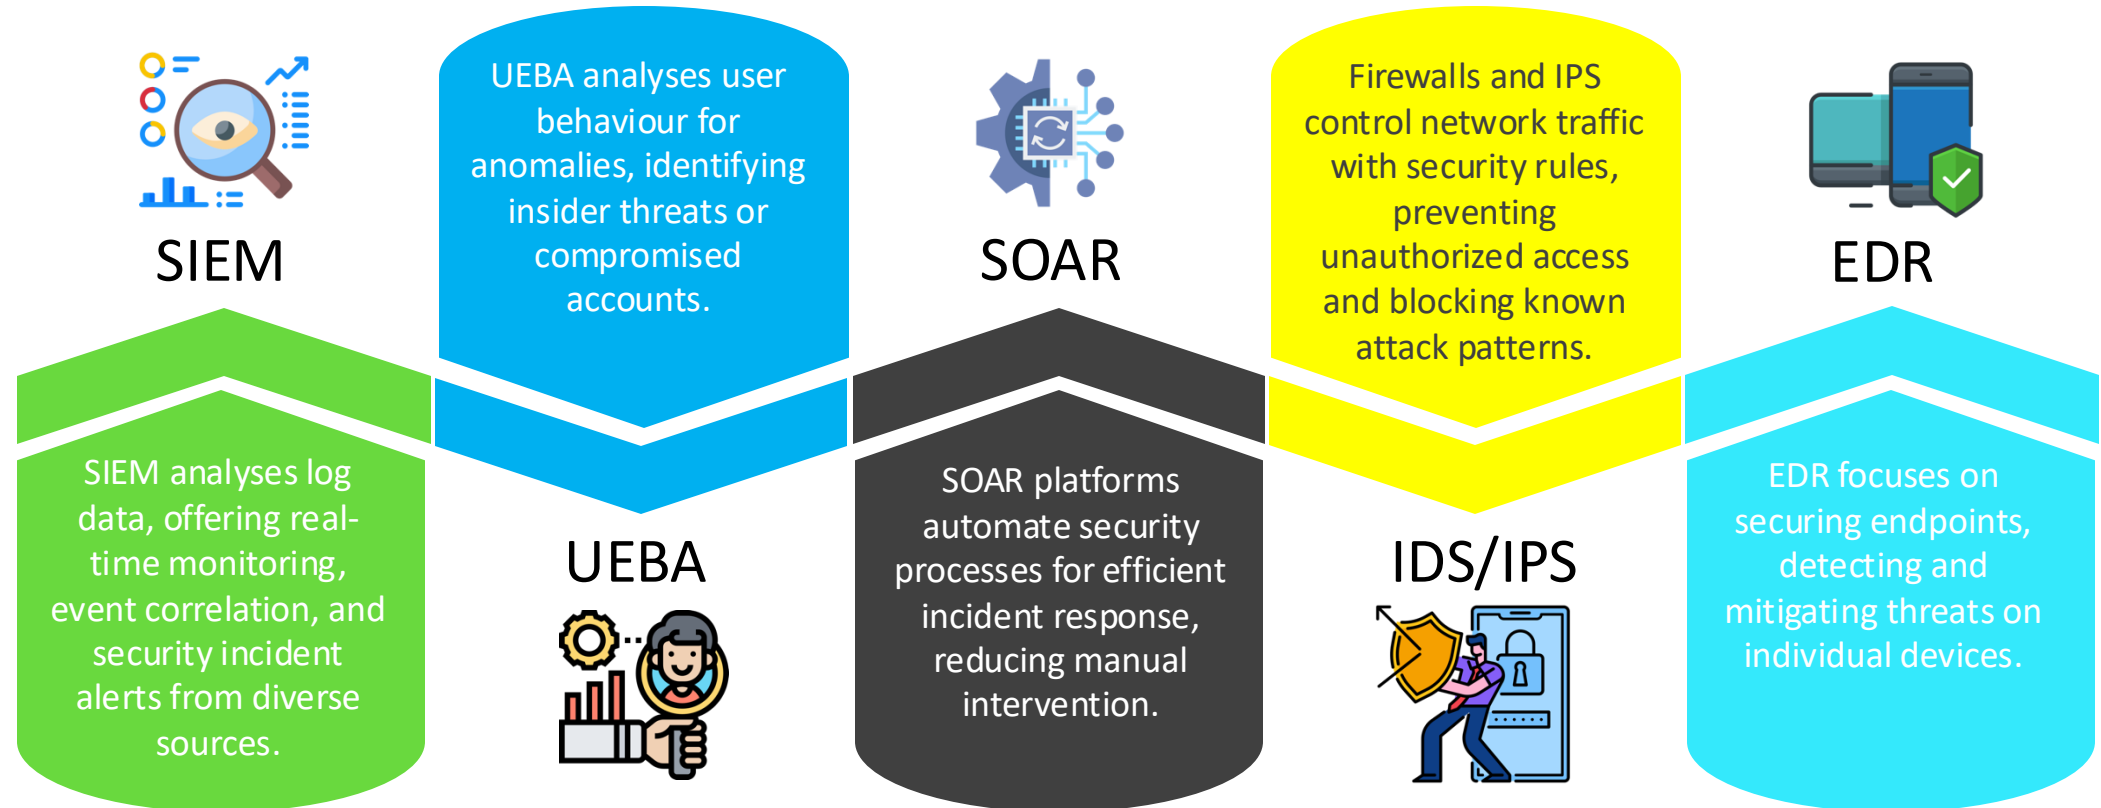 SIEM
SIEM analyses log
data, offering real-
time monitoring,
event correlation, and
security incident
alerts from diverse
sources.
UEBA analyses user
behaviour for
anomalies, identifying
insider threats or
compromised
accounts.
UEBA
SOAR
SOAR platforms
automate security
processes for efficient
incident response,
reducing manual
intervention.
Firewalls and IPS
control network traffic
with security rules,
preventing
unauthorized access
and blocking known
attack patterns.
IDS/IPS
EDR
EDR focuses on
securing endpoints,
detecting and
mitigating threats on
individual devices.